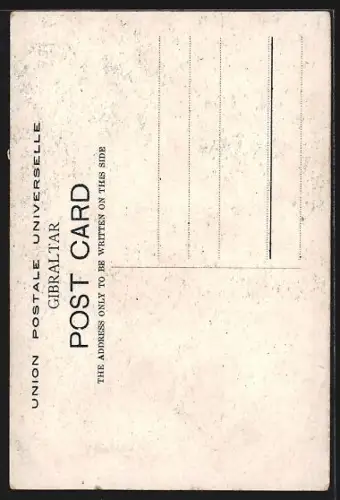 UNION POSTALE UNIVERSELLE
GIBRALTAR
POST CARD
THE ADDRESS ONLY TO BE WRITTEN ON THIS SIDE